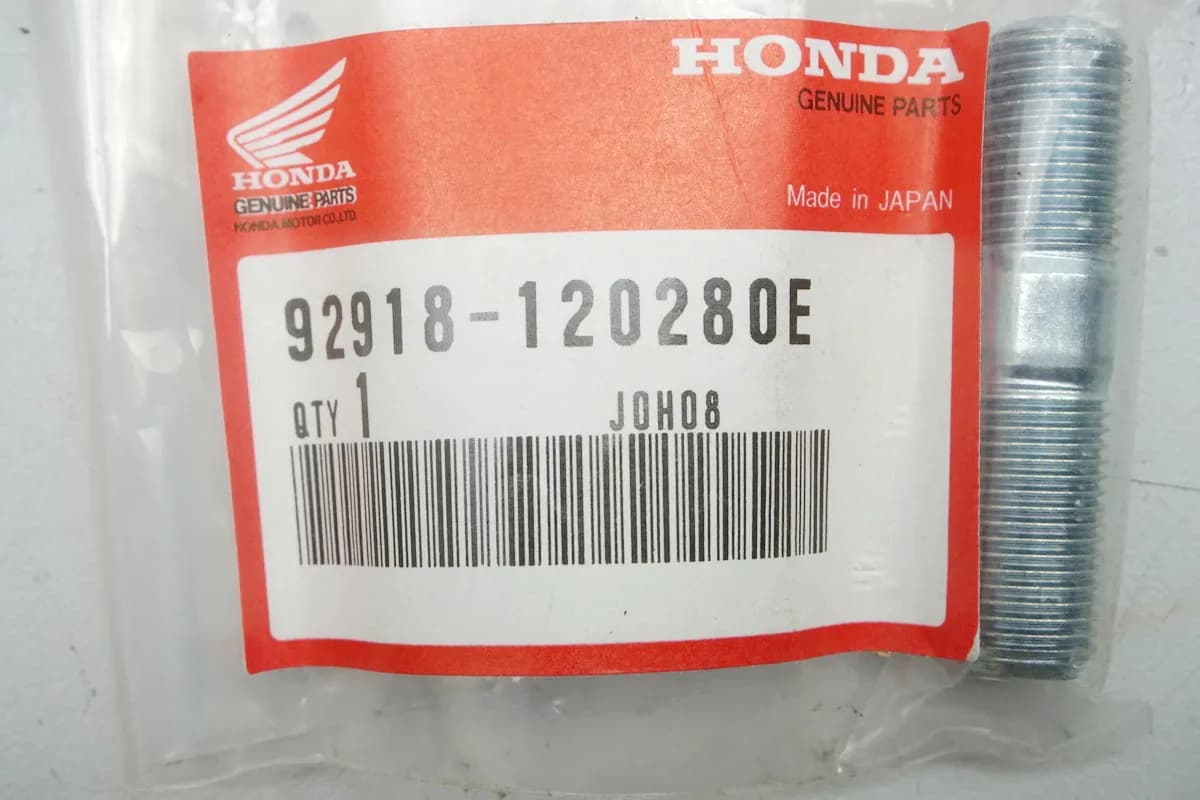 HONDA
GENUINE PARTS
HONDA MOTOR CO.,LTD.
HONDA
GENUINE PARTS
Made in JAPAN
92918-120280E
QTY 1 J0H08